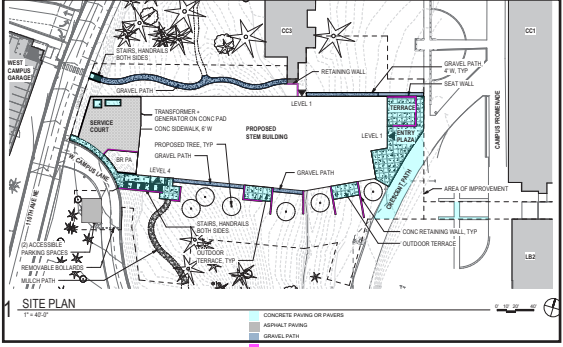 CC3
CC1
WEST
CAMPUS
GARAGE
STAIRS, HANDRAILS
BOTH SIDES
GRAVEL PATH
RETAINING WALL
GRAVEL PATH,
4' W, TYP
SEAT WALL
LEVEL 1
TERRACE
TRANSFORMER +
GENERATOR ON CONC PAD
SERVICE
COURT
CONC SIDEWALK, 6' W
PROPOSED
STEM BUILDING
LEVEL 1
ENTRY
PLAZA
PROPOSED TREE, TYP
BR PA
GRAVEL PATH
LEVEL 4
GRAVEL PATH
W CAMPUS LANE
CRESCENT PATH
CAMPUS PROMENADE
AREA OF IMPROVEMENT
110TH AVE NE
STAIRS, HANDRAILS
BOTH SIDES
CONC RETAINING WALL, TYP
OUTDOOR TERRACE
(2) ACCESSIBLE
PARKING SPACES
OUTDOOR
TERRACE, TYP
REMOVABLE BOLLARDS
MULCH PATH
LB2
1 SITE PLAN
1" = 40'-0"
0' 10' 20' 40'
CONCRETE PAVING OR PAVERS
ASPHALT PAVING
GRAVEL PATH